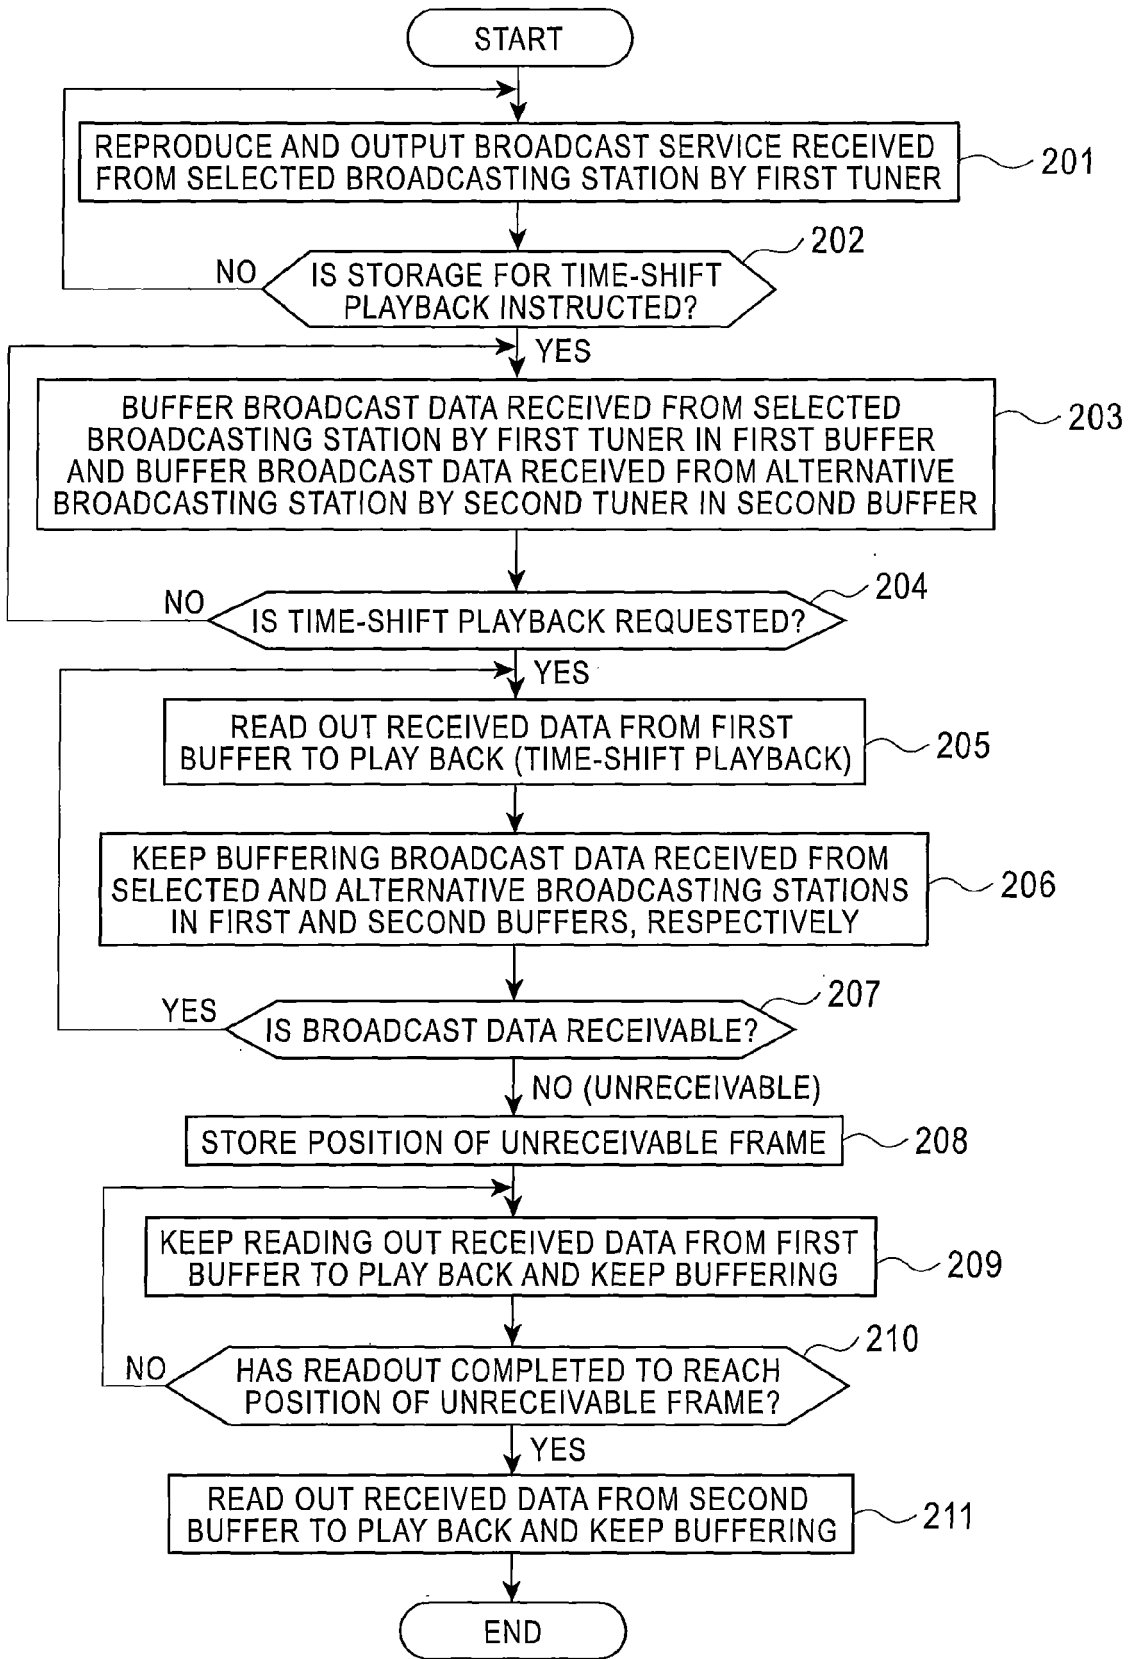 START
REPRODUCE AND OUTPUT BROADCAST SERVICE RECEIVED
FROM SELECTED BROADCASTING STATION BY FIRST TUNER
201
202
NO
IS STORAGE FOR TIME-SHIFT
PLAYBACK INSTRUCTED?
YES
BUFFER BROADCAST DATA RECEIVED FROM SELECTED
BROADCASTING STATION BY FIRST TUNER IN FIRST BUFFER
AND BUFFER BROADCAST DATA RECEIVED FROM ALTERNATIVE
BROADCASTING STATION BY SECOND TUNER IN SECOND BUFFER
203
204
NO
IS TIME-SHIFT PLAYBACK REQUESTED?
YES
READ OUT RECEIVED DATA FROM FIRST
BUFFER TO PLAY BACK (TIME-SHIFT PLAYBACK)
205
KEEP BUFFERING BROADCAST DATA RECEIVED FROM
SELECTED AND ALTERNATIVE BROADCASTING STATIONS
IN FIRST AND SECOND BUFFERS, RESPECTIVELY
206
207
YES
IS BROADCAST DATA RECEIVABLE?
NO (UNRECEIVABLE)
STORE POSITION OF UNRECEIVABLE FRAME
208
KEEP READING OUT RECEIVED DATA FROM FIRST
BUFFER TO PLAY BACK AND KEEP BUFFERING
209
210
NO
HAS READOUT COMPLETED TO REACH
POSITION OF UNRECEIVABLE FRAME?
YES
READ OUT RECEIVED DATA FROM SECOND
BUFFER TO PLAY BACK AND KEEP BUFFERING
211
END